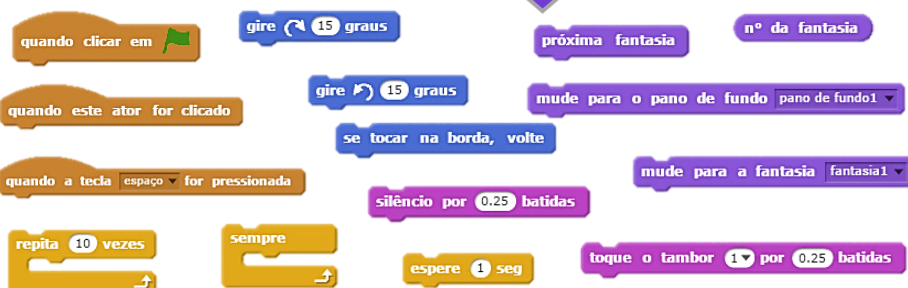 quando clicar em
gire 15 graus
próxima fantasia
nº da fantasia
gire 15 graus
mude para o pano de fundo pano de fundo1
quando este ator for clicado
se tocar na borda, volte
quando a tecla espaço for pressionada
mude para a fantasia fantasia1
silêncio por 0.25 batidas
repita 10 vezes
sempre
espere 1 seg
toque o tambor 1 por 0.25 batidas